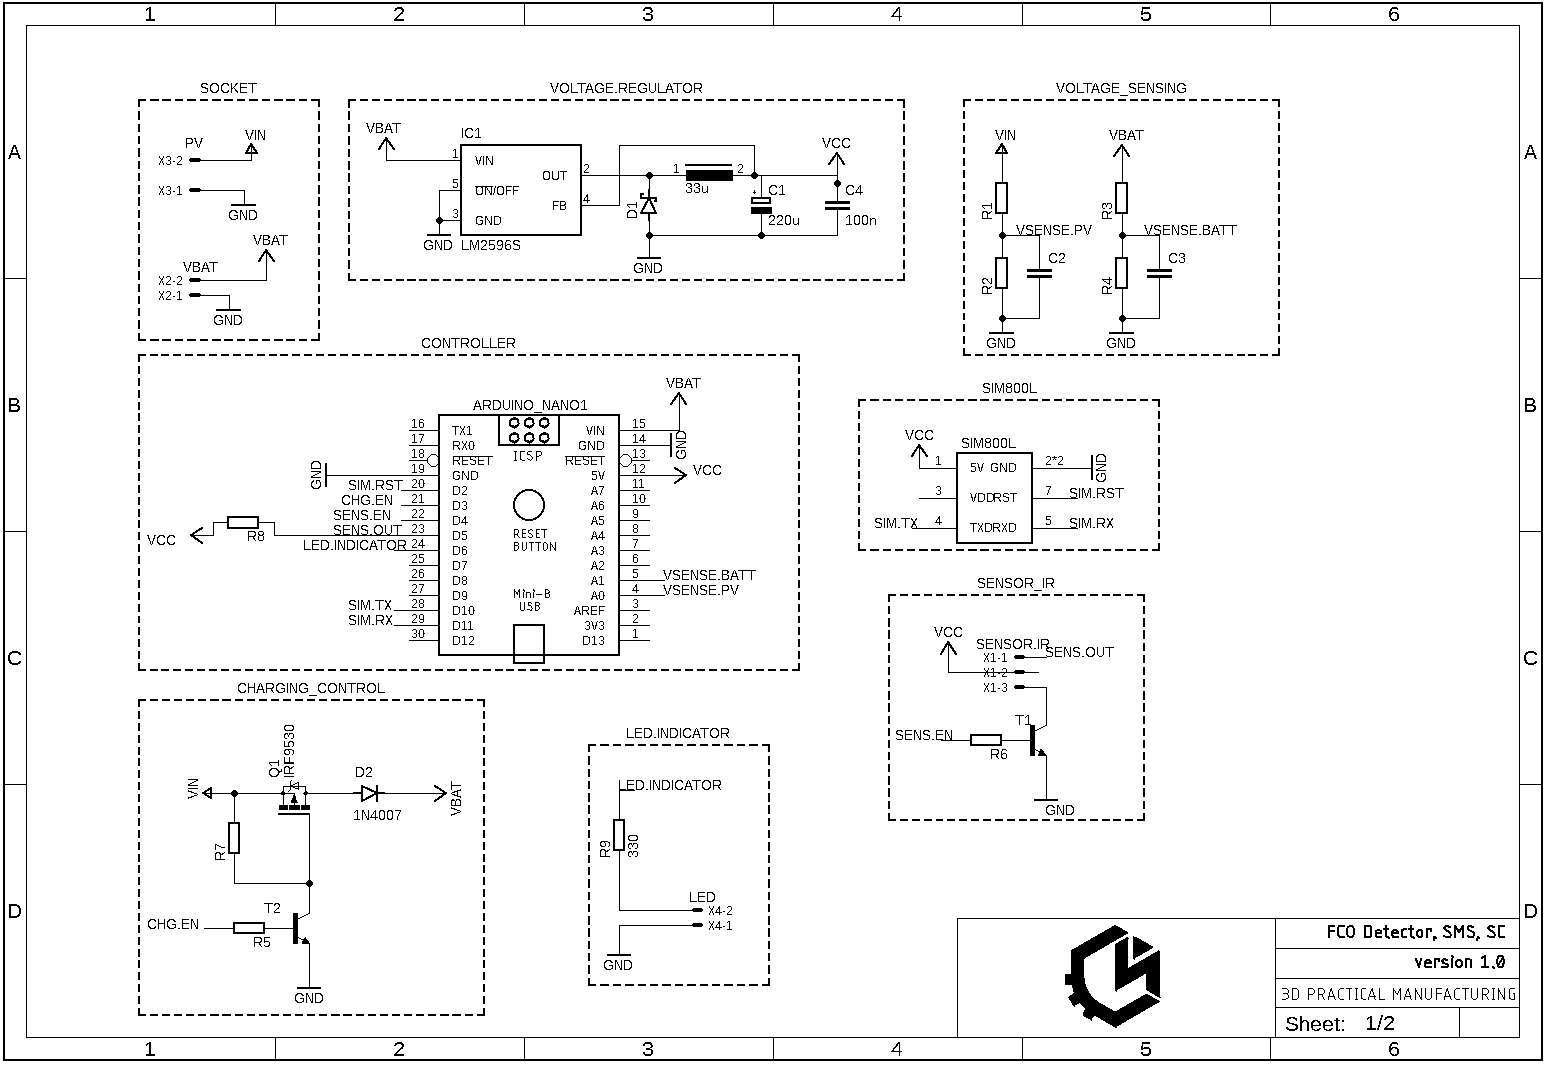 1 2 3 4 5 6
A A
B B
C C
D D
SOCKET
PV
VIN
X3-2
X3-1
GND
VBAT
VBAT
X2-2
X2-1
GND
VOLTAGE.REGULATOR
VBAT
IC1
1 VIN
5 ON/OFF
3 GND
OUT 2
FB 4
GND
LM2596S
D1
1 2
33u
GND
C1
220u
VCC
C4
100n
VOLTAGE_SENSING
VIN
R1
VSENSE.PV
R2
C2
GND
VBAT
R3
VSENSE.BATT
R4
C3
GND
CONTROLLER
ARDUINO_NANO1
ICSP
RESET
BUTTON
Mini-B
USB
16 TX1
17 RX0
18 RESET
GND 19 GND
SIM.RST 20 D2
CHG.EN 21 D3
SENS.EN 22 D4
VCC R8 SENS.OUT 23 D5
LED.INDICATOR 24 D6
25 D7
26 D8
27 D9
SIM.TX 28 D10
SIM.RX 29 D11
30 D12
VBAT
VIN 15
GND 14 GND
RESET 13
5V 12 VCC
A7 11
A6 10
A5 9
A4 8
A3 7
A2 6
A1 5 VSENSE.BATT
A0 4 VSENSE.PV
AREF 3
3V3 2
D13 1
SIM800L
VCC
SIM800L
1 5V GND 2*2 GND
3 VDD RST 7 SIM.RST
SIM.TX 4 TXD RXD 5 SIM.RX
SENSOR_IR
VCC
SENSOR.IR
X1-1 SENS.OUT
X1-2
X1-3
T1
SENS.EN
R6
GND
CHARGING_CONTROL
VIN
Q1
IRF9530
D2
1N4007
VBAT
R7
T2
CHG.EN
R5
GND
LED.INDICATOR
LED.INDICATOR
R9
330
LED
X4-2
X4-1
GND
FCO Detector, SMS, SC
version 1.0
3D PRACTICAL MANUFACTURING
Sheet: 1/2
1 2 3 4 5 6